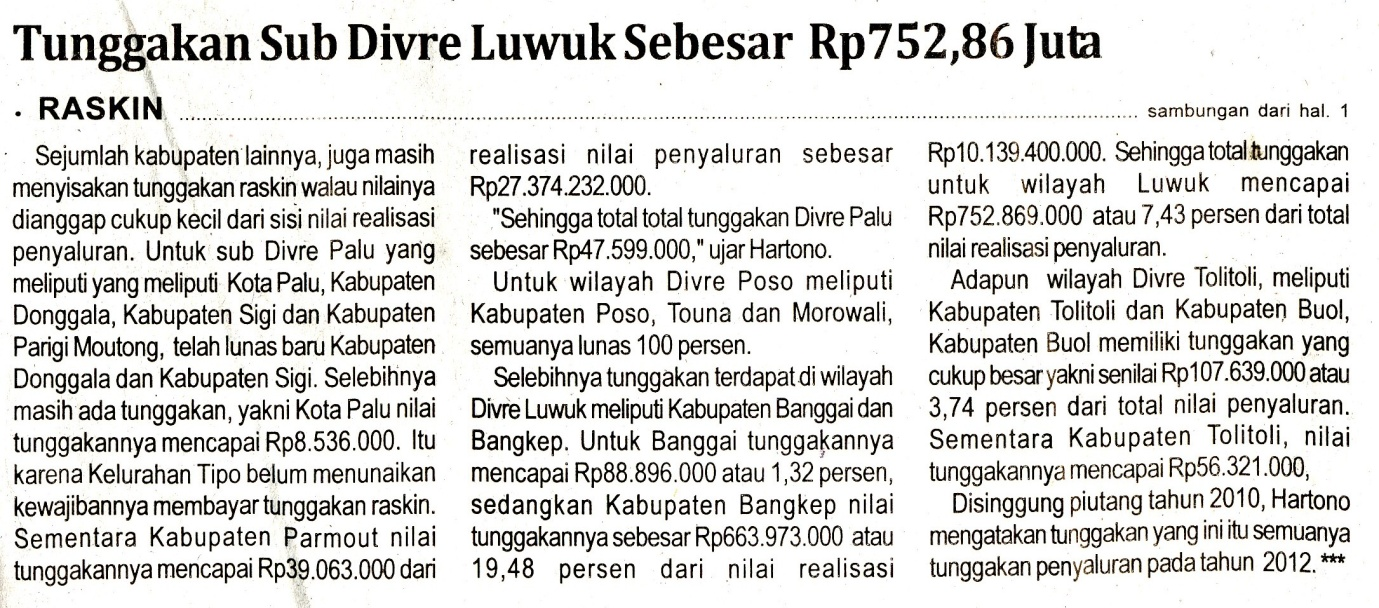 Tunggakan Sub Divre Luwuk Sebesar Rp752,86 Juta
• RASKIN ........ sambungan dari hal. 1
Sejumlah kabupaten lainnya, juga masih
menyisakan tunggakan raskin walau nilainya
dianggap cukup kecil dari sisi nilai realisasi
penyaluran. Untuk sub Divre Palu yang
meliputi yang meliputi Kota Palu, Kabupaten
Donggala, Kabupaten Sigi dan Kabupaten
Parigi Moutong, telah lunas baru Kabupaten
Donggala dan Kabupaten Sigi. Selebihnya
masih ada tunggakan, yakni Kota Palu nilai
tunggakannya mencapai Rp8.536.000. Itu
karena Kelurahan Tipo belum menunaikan
kewajibannya membayar tunggakan raskin.
Sementara Kabupaten Parmout nilai
tunggakannya mencapai Rp39.063.000 dari
realisasi nilai penyaluran sebesar
Rp27.374.232.000.
"Sehingga total total tunggakan Divre Palu
sebesar Rp47.599.000," ujar Hartono.
Untuk wilayah Divre Poso meliputi
Kabupaten Poso, Touna dan Morowali,
semuanya lunas 100 persen.
Selebihnya tunggakan terdapat di wilayah
Divre Luwuk meliputi Kabupaten Banggai dan
Bangkep. Untuk Banggai tunggakannya
mencapai Rp88.896.000 atau 1,32 persen,
sedangkan Kabupaten Bangkep nilai
tunggakannya sebesar Rp663.973.000 atau
19,48 persen dari nilai realisasi
Rp10.139.400.000. Sehingga total tunggakan
untuk wilayah Luwuk mencapai
Rp752.869.000 atau 7,43 persen dari total
nilai realisasi penyaluran.
Adapun wilayah Divre Tolitoli, meliputi
Kabupaten Tolitoli dan Kabupaten Buol,
Kabupaten Buol memiliki tunggakan yang
cukup besar yakni senilai Rp107.639.000 atau
3,74 persen dari total nilai penyaluran.
Sementara Kabupaten Tolitoli, nilai
tunggakannya mencapai Rp56.321.000,
Disinggung piutang tahun 2010, Hartono
mengatakan tunggakan yang ini itu semuanya
tunggakan penyaluran pada tahun 2012. ***